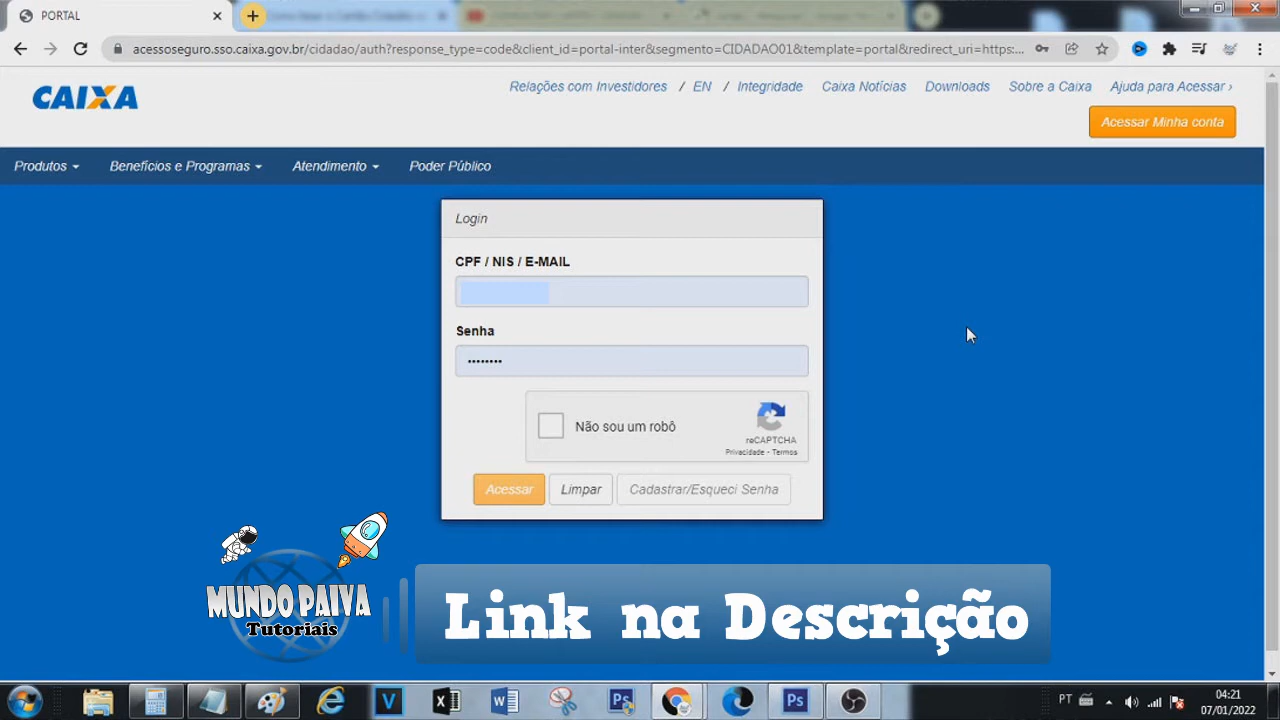 PORTAL
acessoseguro.sso.caixa.gov.br/cidadao/auth?response_type=code&client_id=portal-inter&segmento=CIDADAO01&template=portal&redirect_uri=https:...
CAIXA
Relações com Investidores / EN / Integridade Caixa Notícias Downloads Sobre a Caixa Ajuda para Acessar ›
Acessar Minha conta
Produtos Benefícios e Programas Atendimento Poder Público
Login
CPF / NIS / E-MAIL
Senha
••••••••
Não sou um robô
reCAPTCHA
Privacidade - Termos
Acessar Limpar Cadastrar/Esqueci Senha
MUNDO PAIVA
Tutoriais
Link na Descrição
PT
04:21
07/01/2022